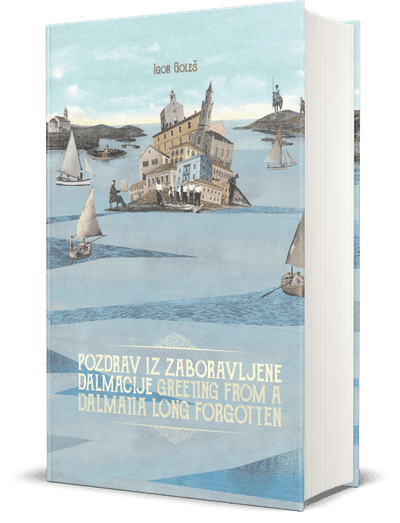 IGOR GOLEŠ
POZDRAV IZ ZABORAVLJENE
DALMACIJE GREETING FROM A
DALMATIA LONG FORGOTTEN